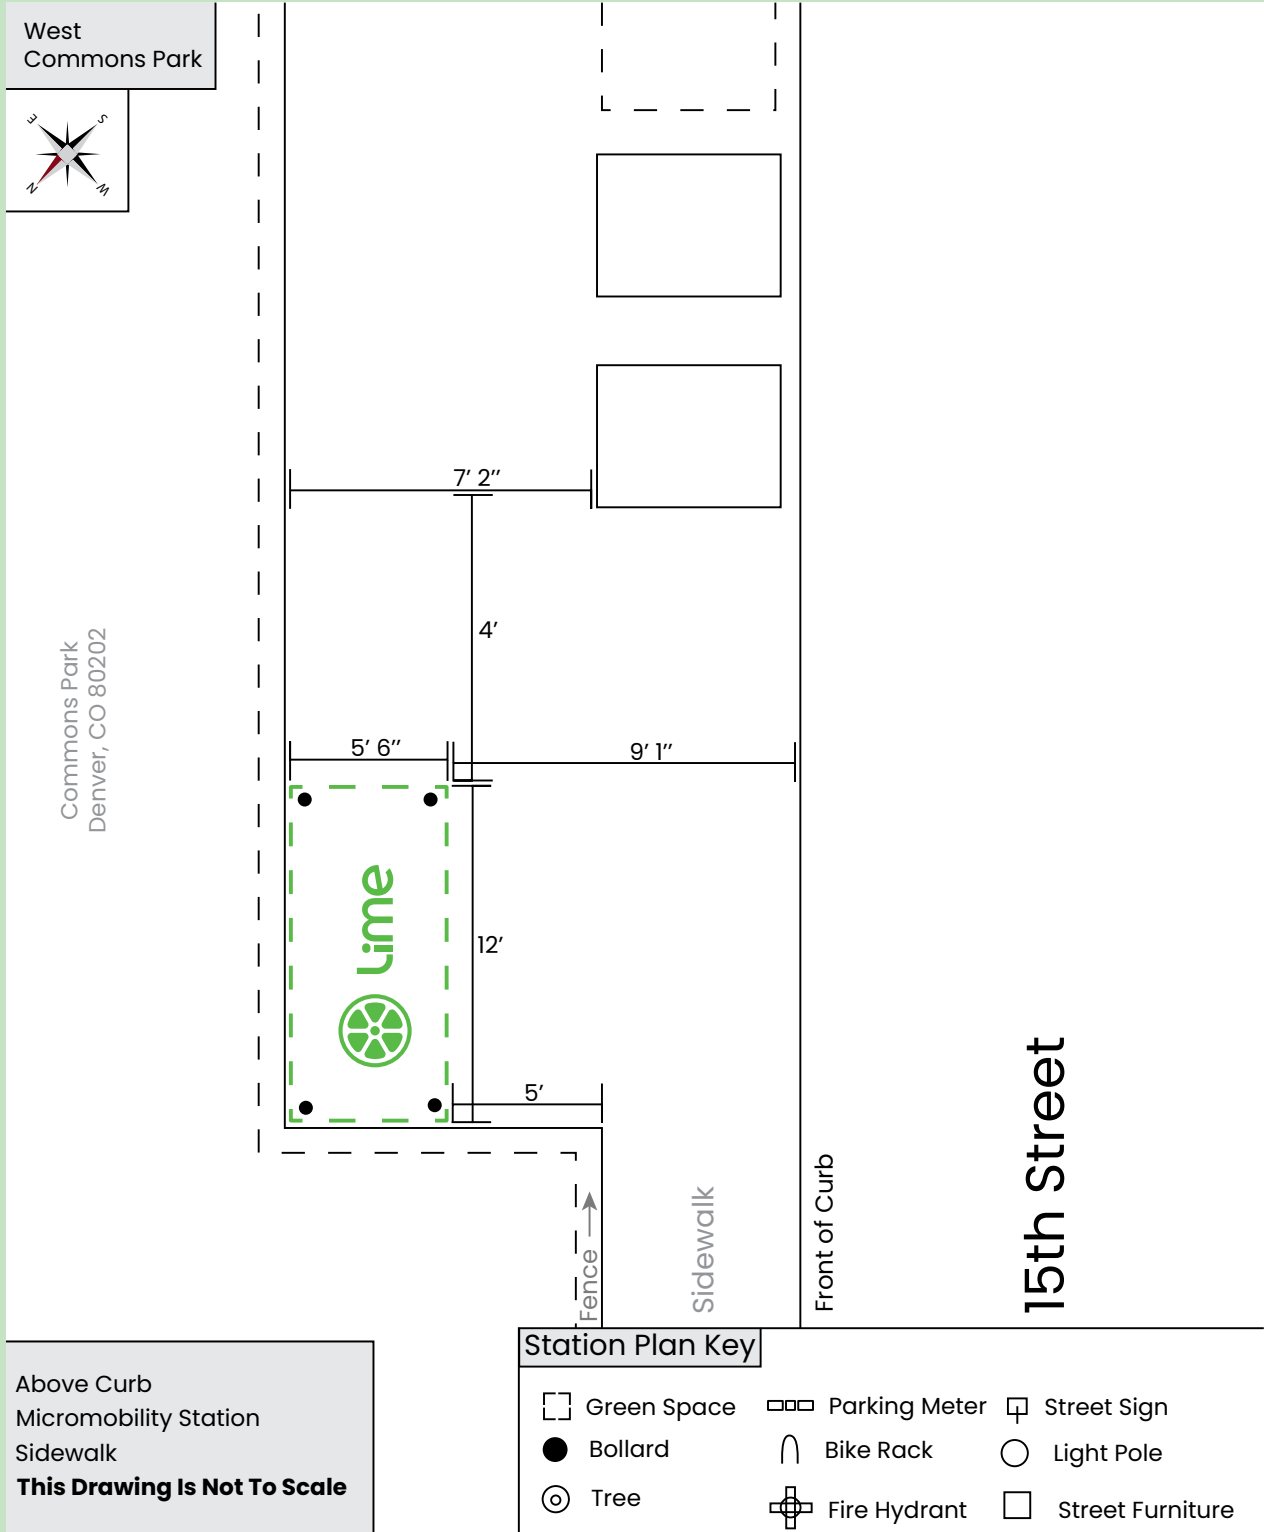 West
Commons Park
E
S
N
W
7’ 2’’
4’
Commons Park
Denver, CO 80202
5’ 6’’
9’ 1’’
Lime
12’
5’
Fence
Sidewalk
Front of Curb
15th Street
Above Curb
Micromobility Station
Sidewalk
This Drawing Is Not To Scale
Station Plan Key
Green Space
Parking Meter
Street Sign
Bollard
Bike Rack
Light Pole
Tree
Fire Hydrant
Street Furniture